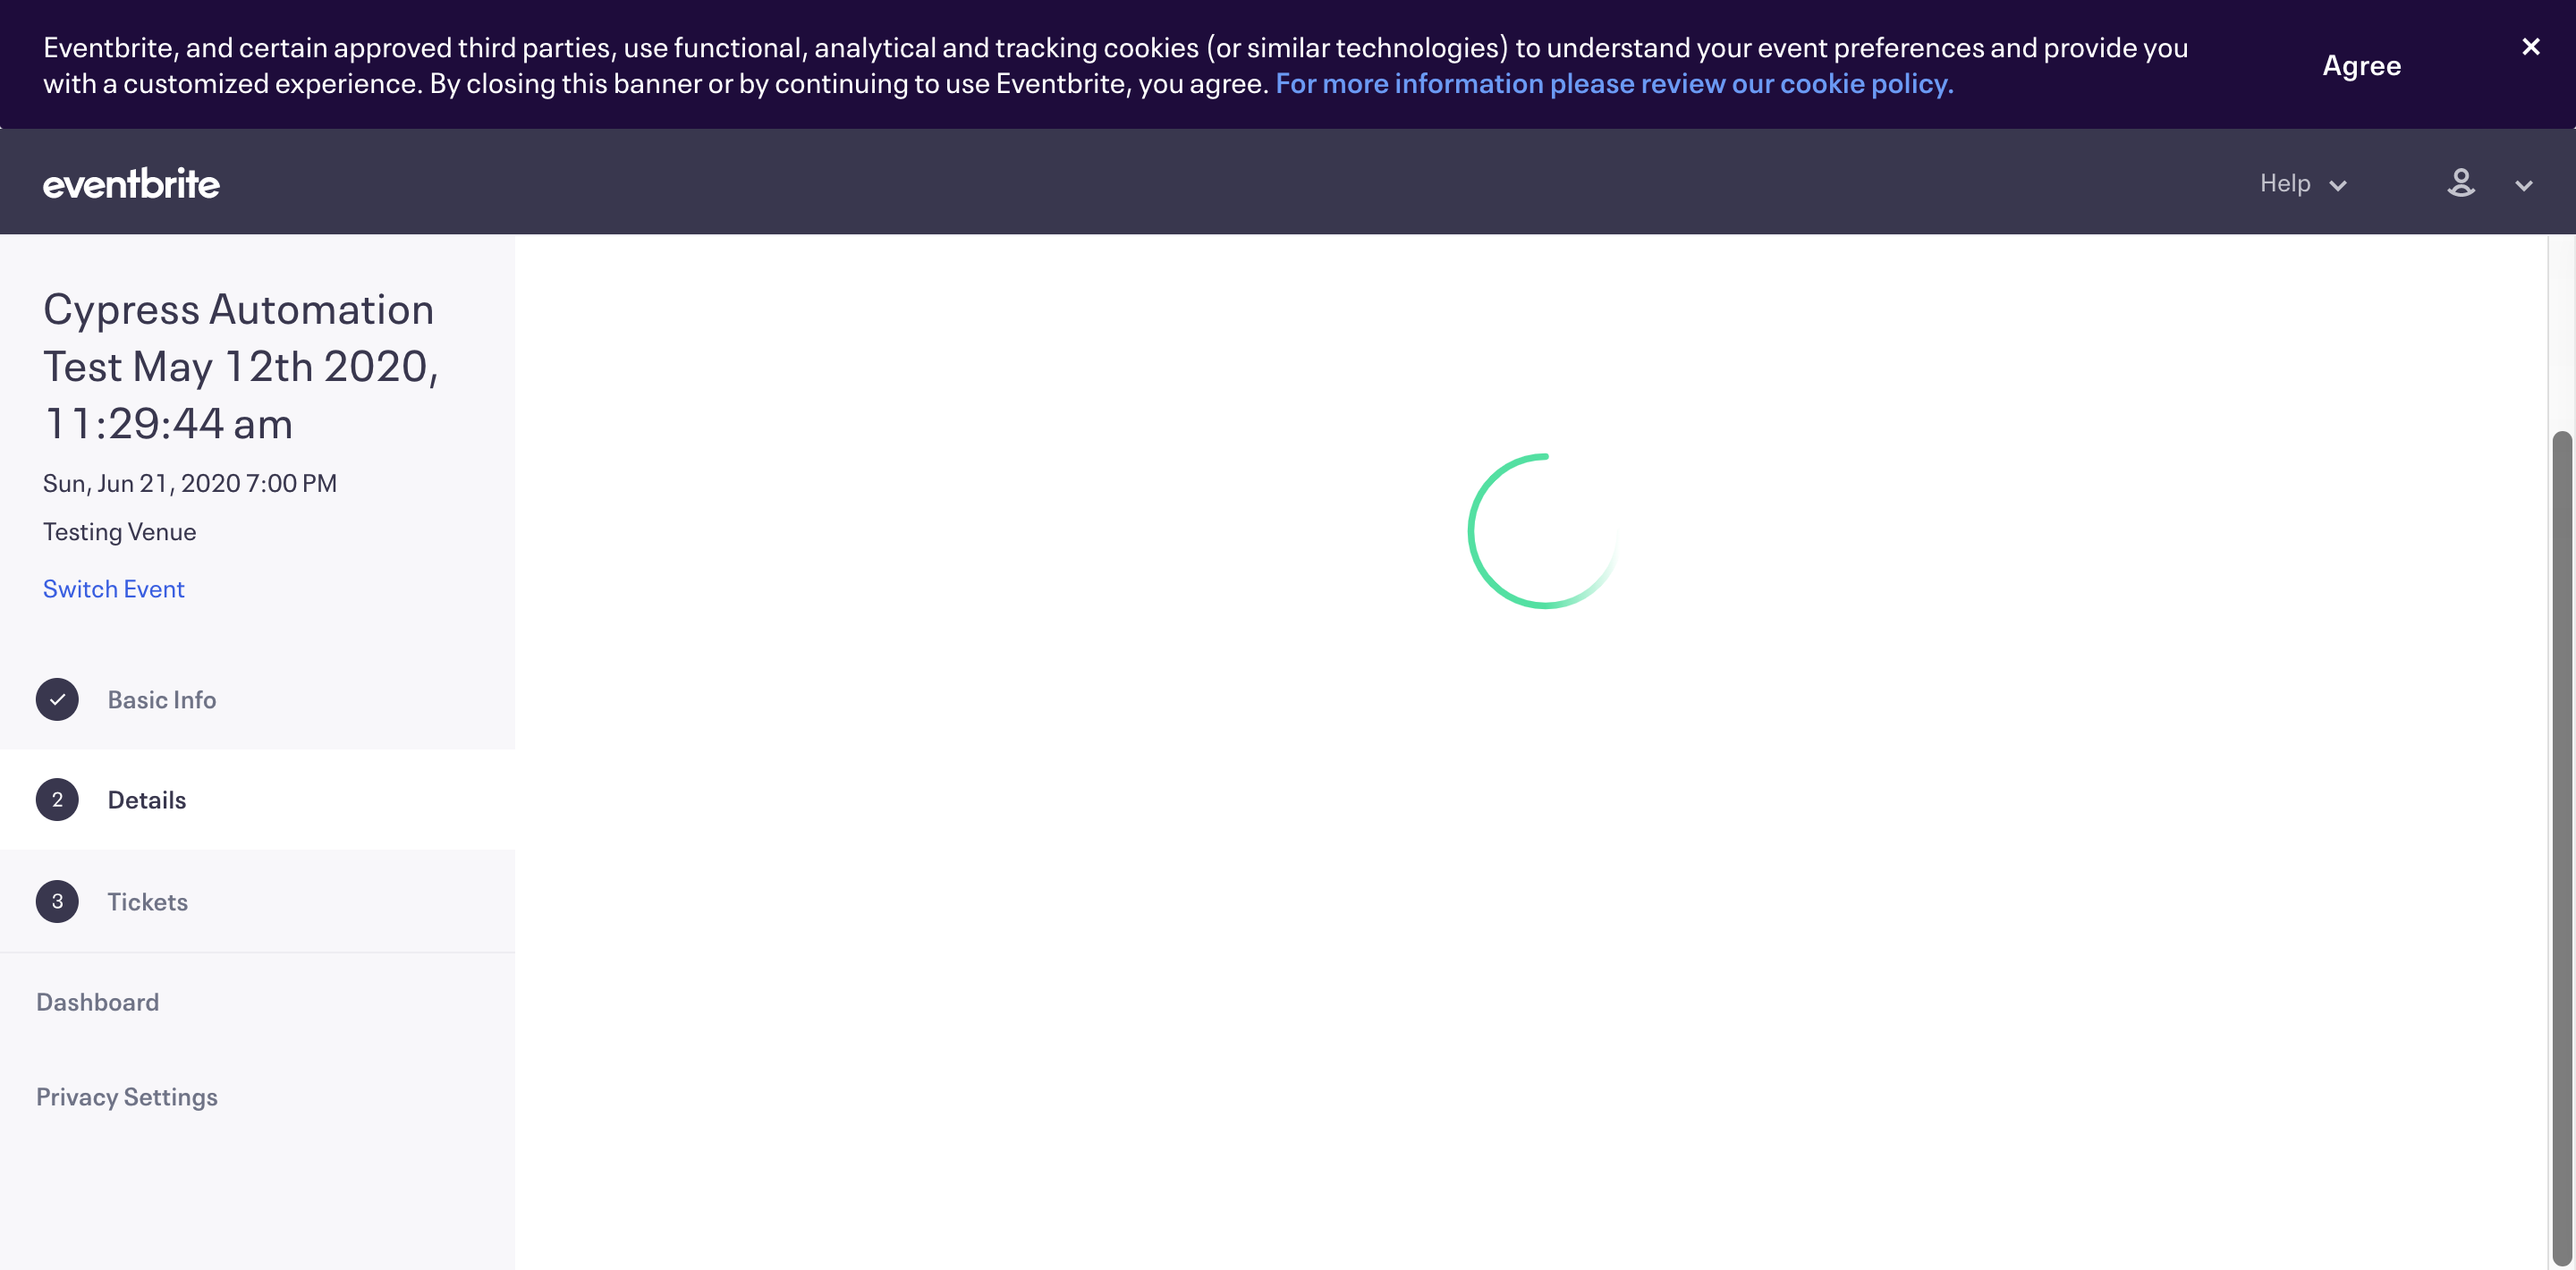 Eventbrite, and certain approved third parties, use functional, analytical and tracking cookies (or similar technologies) to understand your event preferences and provide you
with a customized experience. By closing this banner or by continuing to use Eventbrite, you agree. For more information please review our cookie policy.
Agree
eventbrite
Help
Cypress Automation
Test May 12th 2020,
11:29:44 am
Sun, Jun 21, 2020 7:00 PM
Testing Venue
Switch Event
Basic Info
2 Details
3 Tickets
Dashboard
Privacy Settings